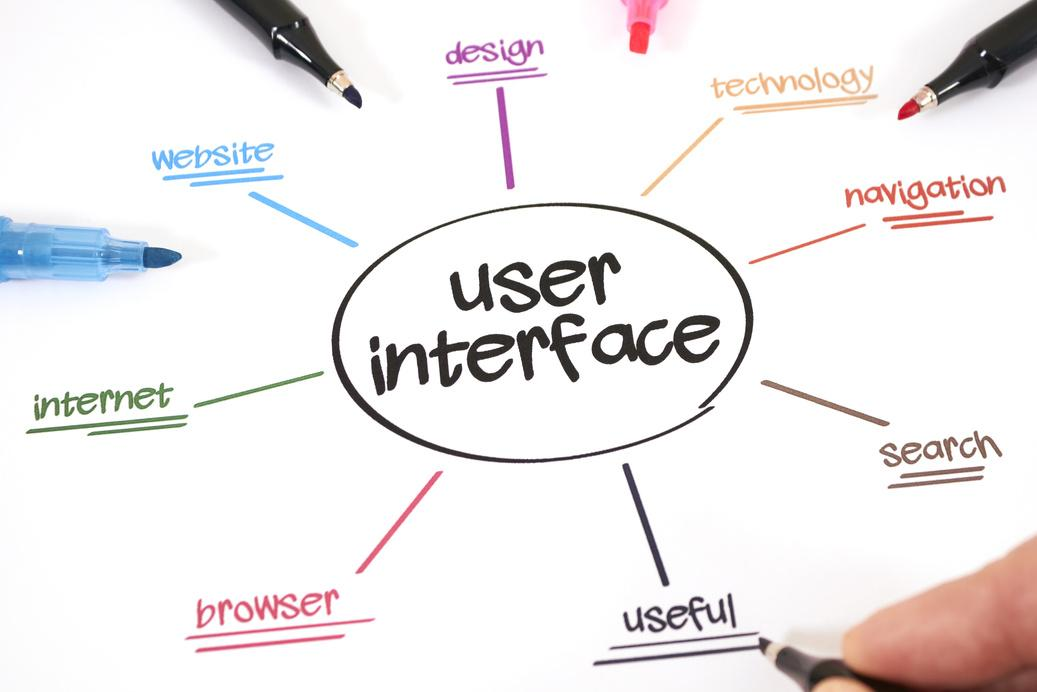 design
technology
website
navigation
user
interface
internet
search
browser
useful